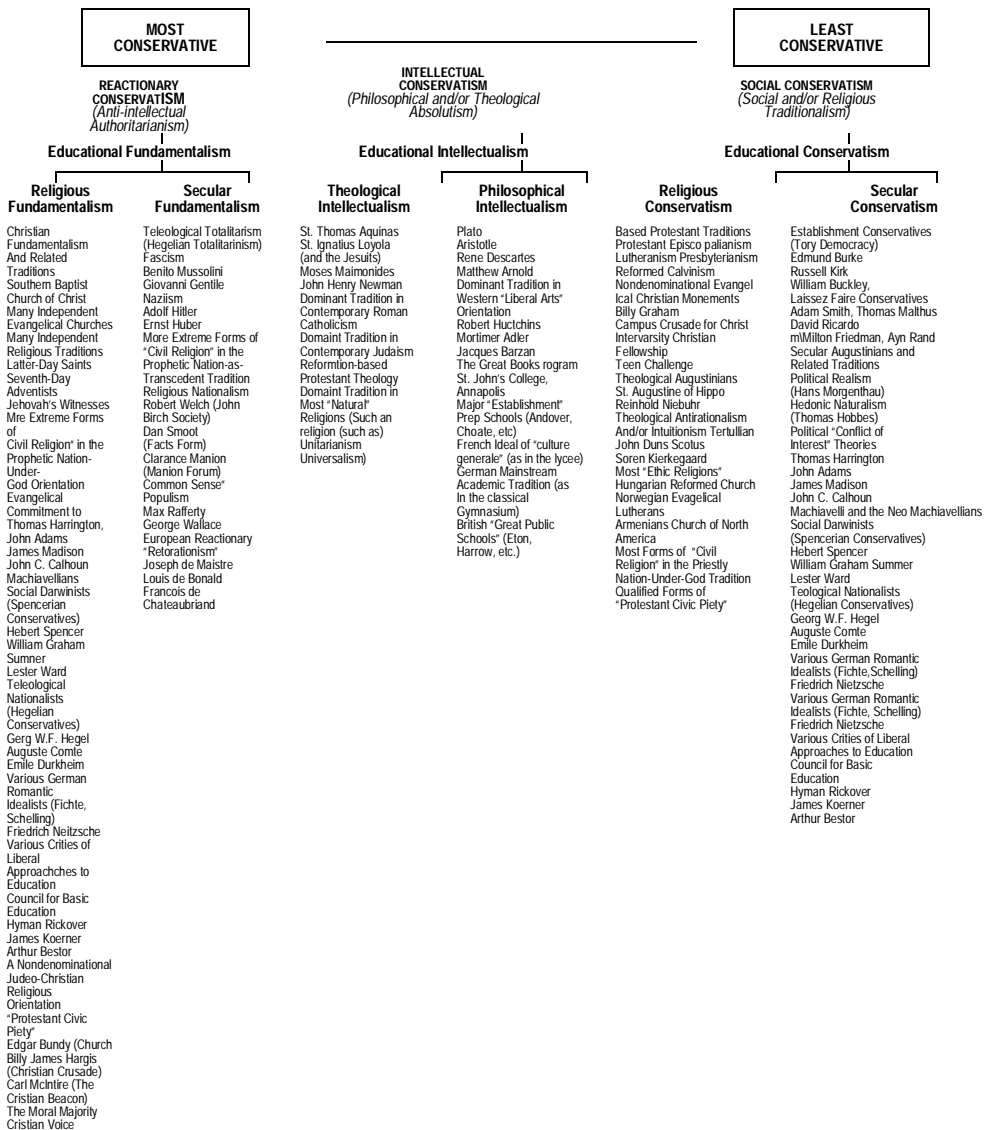 MOST
CONSERVATIVE
LEAST
CONSERVATIVE
REACTIONARY
CONSERVATISM
(Anti-intellectual
Authoritarianism)
INTELLECTUAL
CONSERVATISM
(Philosophical and/or Theological
Absolutism)
SOCIAL CONSERVATISM
(Social and/or Religious
Traditionalism)
Educational Fundamentalism
Educational Intellectualism
Educational Conservatism
Religious
Fundamentalism
Christian
Fundamentalism
And Related
Traditions
Southern Baptist
Church of Christ
Many Independent
Evangelical Churches
Many Independent
Religious Traditions
Latter-Day Saints
Seventh-Day
Adventists
Jehovah's Witnesses
Mre Extreme Forms
of
Civil Religion" in the
Prophetic Nation-
Under-
God Orientation
Evangelical
Commitment to
Thomas Harrington,
John Adams
James Madison
John C. Calhoun
Machiavellians
Social Darwinists
(Spencerian
Conservatives)
Hebert Spencer
William Graham
Sumner
Lester Ward
Teleological
Nationalists
(Hegelian
Conservatives)
Gerg W.F. Hegel
Auguste Comte
Emile Durkheim
Various German
Romantic
Idealists (Fichte,
Schelling)
Friedrich Neitzsche
Various Crities of
Liberal
Approachches to
Education
Council for Basic
Education
Hyman Rickover
James Koerner
Arthur Bestor
A Nondenominational
Judeo-Christian
Religious
Orientation
"Protestant Civic
Piety"
Edgar Bundy (Church
Billy James Hargis
(Christian Crusade)
Carl McIntire (The
Cristian Beacon)
The Moral Majority
Cristian Voice
Secular
Fundamentalism
Teleological Totalitarism
(Hegelian Totalitarinism)
Fascism
Benito Mussolini
Giovanni Gentile
Naziism
Adolf Hitler
Ernst Huber
More Extreme Forms of
"Civil Religion" in the
Prophetic Nation-as-
Transcedent Tradition
Religious Nationalism
Robert Welch (John
Birch Society)
Dan Smoot
(Facts Form)
Clarance Manion
(Manion Forum)
Common Sense"
Populism
Max Rafferty
George Wallace
European Reactionary
"Retorationism"
Joseph de Maistre
Louis de Bonald
Francois de
Chateaubriand
Theological
Intellectualism
St. Thomas Aquinas
St. Ignatius Loyola
(and the Jesuits)
Moses Maimonides
John Henry Newman
Dominant Tradition in
Contemporary Roman
Catholicism
Domaint Tradition in
Contemporary Judaism
Reformtion-based
Protestant Theology
Domaint Tradition in
Most "Natural"
Religions (Such an
religion (such as)
Unitarianism
Universalism)
Philosophical
Intellectualism
Plato
Aristotle
Rene Descartes
Matthew Arnold
Dominant Tradition in
Western "Liberal Arts"
Orientation
Robert Huctchins
Mortimer Adler
Jacques Barzan
The Great Books rogram
St. John's College,
Annapolis
Major "Establishment"
Prep Schools (Andover,
Choate, etc)
French Ideal of "culture
generale" (as in the lycee)
German Mainstream
Academic Tradition (as
In the classical
Gymnasium)
British "Great Public
Schools" (Eton,
Harrow, etc.)
Religious
Conservatism
Based Protestant Traditions
Protestant Episco palianism
Lutheranism Presbyterianism
Reformed Calvinism
Nondenominational Evangel
Ical Christian Monements
Billy Graham
Campus Crusade for Christ
Intervarsity Christian
Fellowship
Teen Challenge
Theological Augustinians
St. Augustine of Hippo
Reinhold Niebuhr
Theological Antirationalism
And/or Intuitionism Tertullian
John Duns Scotus
Soren Kierkegaard
Most "Ethic Religions"
Hungarian Reformed Church
Norwegian Evagelical
Lutherans
Armenians Church of North
America
Most Forms of "Civil
Religion" in the Priestly
Nation-Under-God Tradition
Qualified Forms of
"Protestant Civic Piety"
Secular
Conservatism
Establishment Conservatives
(Tory Democracy)
Edmund Burke
Russell Kirk
William Buckley,
Laissez Faire Conservatives
Adam Smith, Thomas Malthus
David Ricardo
mMilton Friedman, Ayn Rand
Secular Augustinians and
Related Traditions
Political Realism
(Hans Morgenthau)
Hedonic Naturalism
(Thomas Hobbes)
Political "Conflict of
Interest" Theories
Thomas Harrington
John Adams
James Madison
John C. Calhoun
Machiavelli and the Neo Machiavellians
Social Darwinists
(Spencerian Conservatives)
Hebert Spencer
William Graham Summer
Lester Ward
Teological Nationalists
(Hegelian Conservatives)
Georg W.F. Hegel
Auguste Comte
Emile Durkheim
Various German Romantic
Idealists (Fichte,Schelling)
Friedrich Nietzsche
Various German Romantic
Idealists (Fichte, Schelling)
Friedrich Nietzsche
Various Crities of Liberal
Approaches to Education
Council for Basic
Education
Hyman Rickover
James Koerner
Arthur Bestor